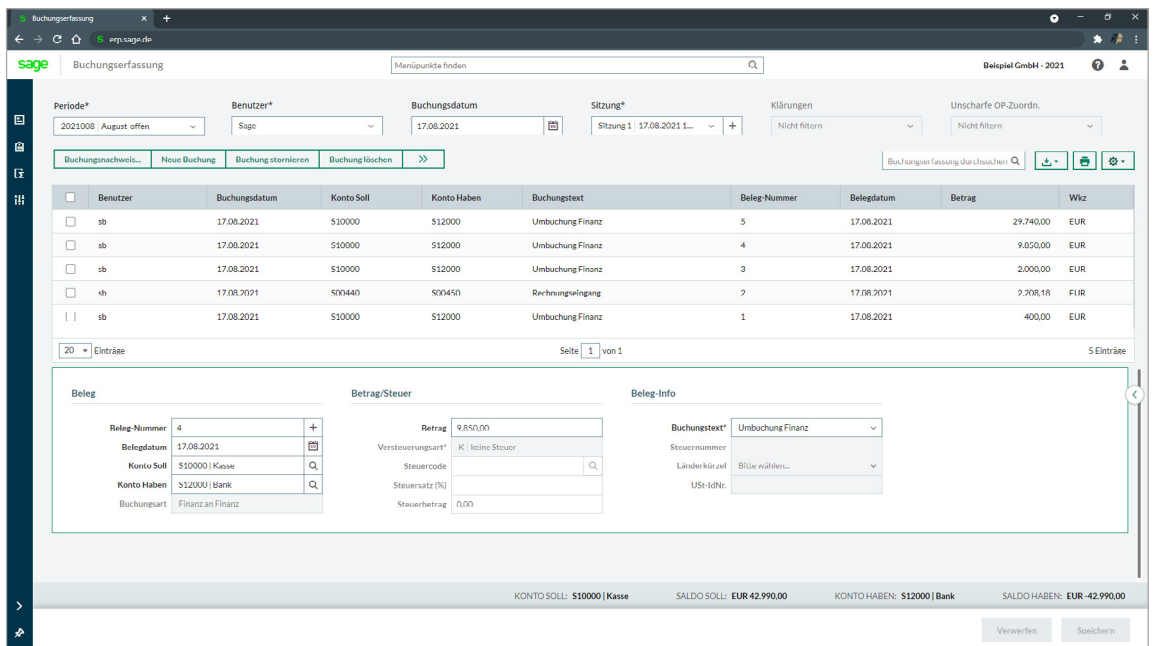 S Buchungserfassung × +
S erp.sage.de
sage Buchungserfassung Menüpunkte finden Beispiel GmbH - 2021
Periode* Benutzer* Buchungsdatum Sitzung* Klärungen Unscharfe OP-Zuordn.
2021008 August offen Sage 17.08.2021 Sitzung 1 17.08.2021 1... + Nicht filtern Nicht filtern
Buchungsnachweis... Neue Buchung Buchung stornieren Buchung löschen >> Buchungserfassung durchsuchen
Benutzer Buchungsdatum Konto Soll Konto Haben Buchungstext Beleg-Nummer Belegdatum Betrag Wkz
sb 17.08.2021 S10000 S12000 Umbuchung Finanz 5 17.08.2021 29.740,00 EUR
sb 17.08.2021 S10000 S12000 Umbuchung Finanz 4 17.08.2021 9.850,00 EUR
sb 17.08.2021 S10000 S12000 Umbuchung Finanz 3 17.08.2021 2.000,00 EUR
sb 17.08.2021 S00440 S00450 Rechnungseingang 2 17.08.2021 2.208,18 EUR
sb 17.08.2021 S10000 S12000 Umbuchung Finanz 1 17.08.2021 400,00 EUR
20 Einträge Seite 1 von 1 5 Einträge
Beleg Betrag/Steuer Beleg-Info
Beleg-Nummer 4 + Betrag 9.850,00 Buchungstext* Umbuchung Finanz
Belegdatum 17.08.2021 Versteuerungsart* K keine Steuer Steuernummer
Konto Soll S10000 | Kasse Steuercode Länderkürzel Bitte wählen...
Konto Haben S12000 | Bank Steuersatz (%) USt-IdNr.
Buchungsart Finanz an Finanz Steuerbetrag 0,00
KONTO SOLL: S10000 | Kasse SALDO SOLL: EUR 42.990,00 KONTO HABEN: S12000 | Bank SALDO HABEN: EUR -42.990,00
Verwerfen Speichern